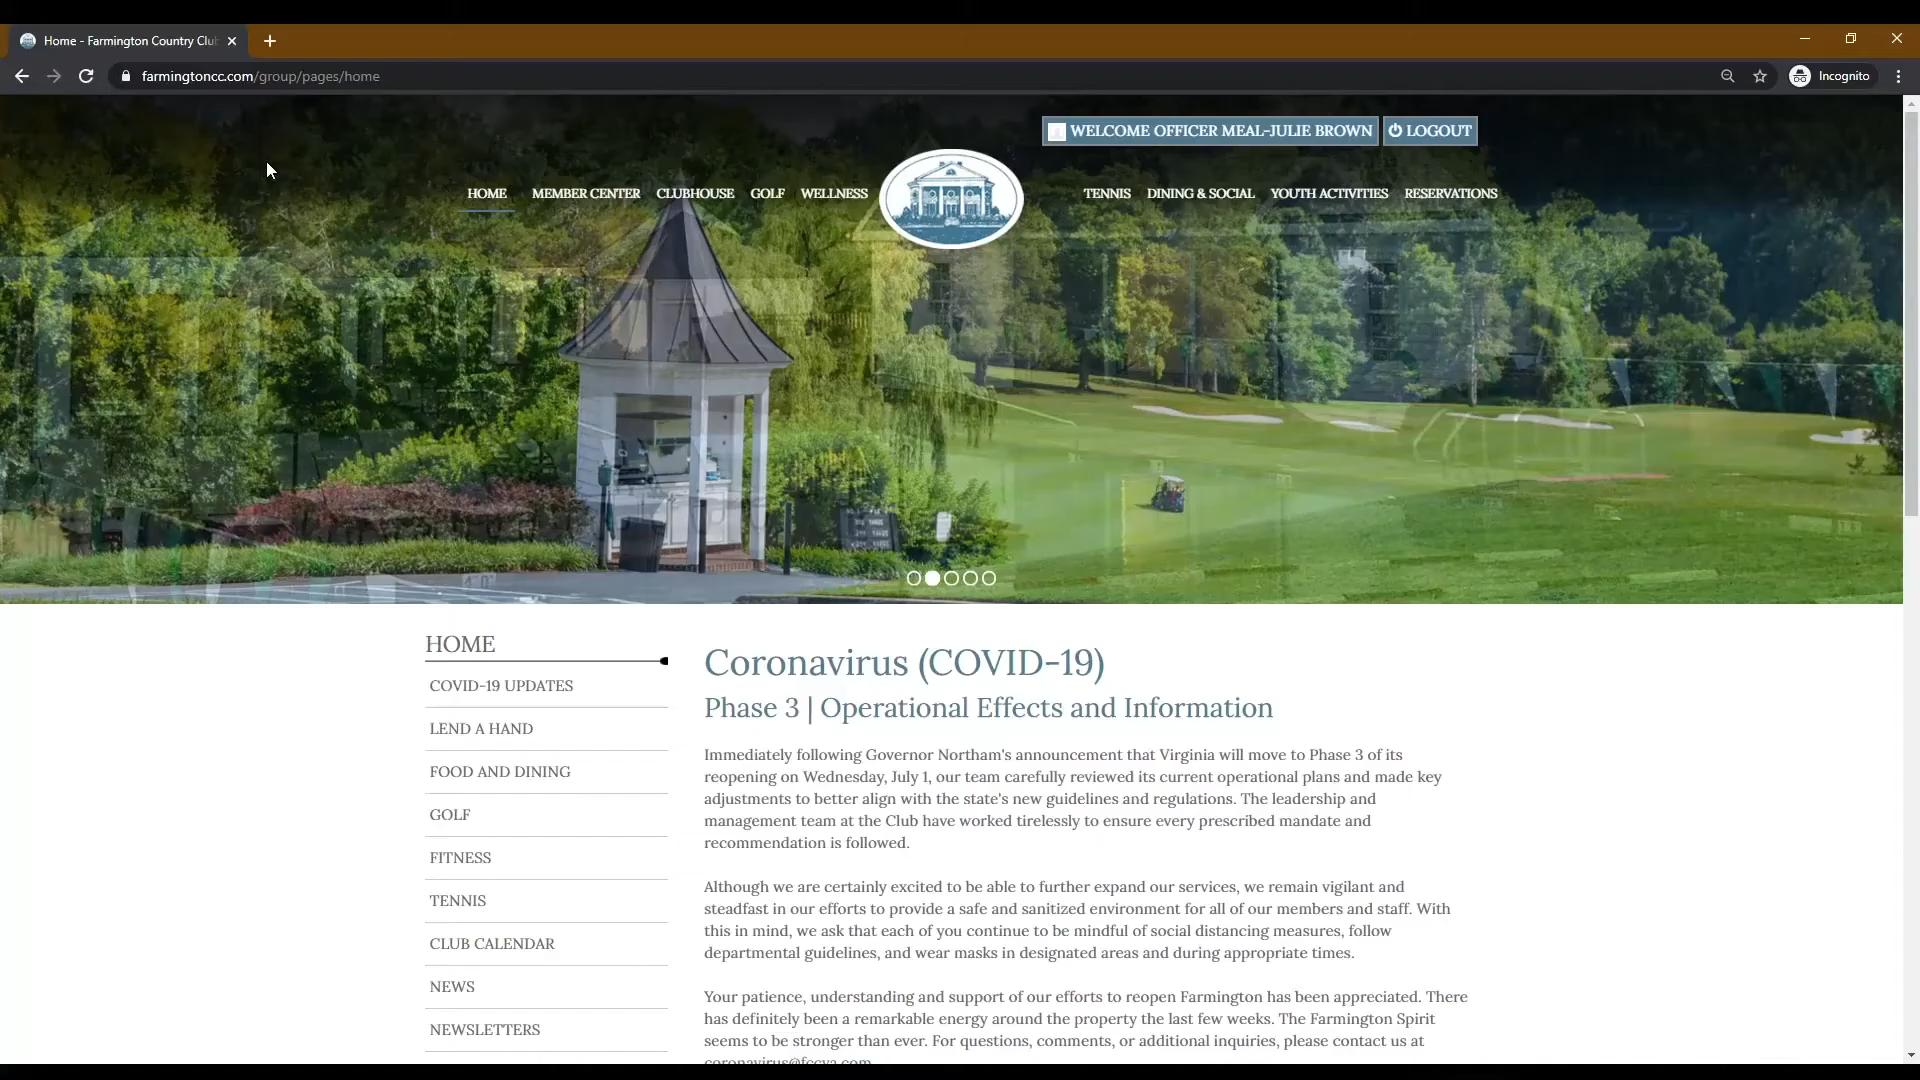 Home - Farmington Country Clu
farmingtoncc.com/group/pages/home
Incognito
WELCOME OFFICER MEAL-JULIE BROWN
LOGOUT
HOME MEMBER CENTER CLUBHOUSE GOLF WELLNESS TENNIS DINING & SOCIAL YOUTH ACTIVITIES RESERVATIONS
HOME
COVID-19 UPDATES
LEND A HAND
FOOD AND DINING
GOLF
FITNESS
TENNIS
CLUB CALENDAR
NEWS
NEWSLETTERS
Coronavirus (COVID-19)
Phase 3 | Operational Effects and Information
Immediately following Governor Northam's announcement that Virginia will move to Phase 3 of its
reopening on Wednesday, July 1, our team carefully reviewed its current operational plans and made key
adjustments to better align with the state's new guidelines and regulations. The leadership and
management team at the Club have worked tirelessly to ensure every prescribed mandate and
recommendation is followed.
Although we are certainly excited to be able to further expand our services, we remain vigilant and
steadfast in our efforts to provide a safe and sanitized environment for all of our members and staff. With
this in mind, we ask that each of you continue to be mindful of social distancing measures, follow
departmental guidelines, and wear masks in designated areas and during appropriate times.
Your patience, understanding and support of our efforts to reopen Farmington has been appreciated. There
has definitely been a remarkable energy around the property the last few weeks. The Farmington Spirit
seems to be stronger than ever. For questions, comments, or additional inquiries, please contact us at
coronavirus@fccva.com